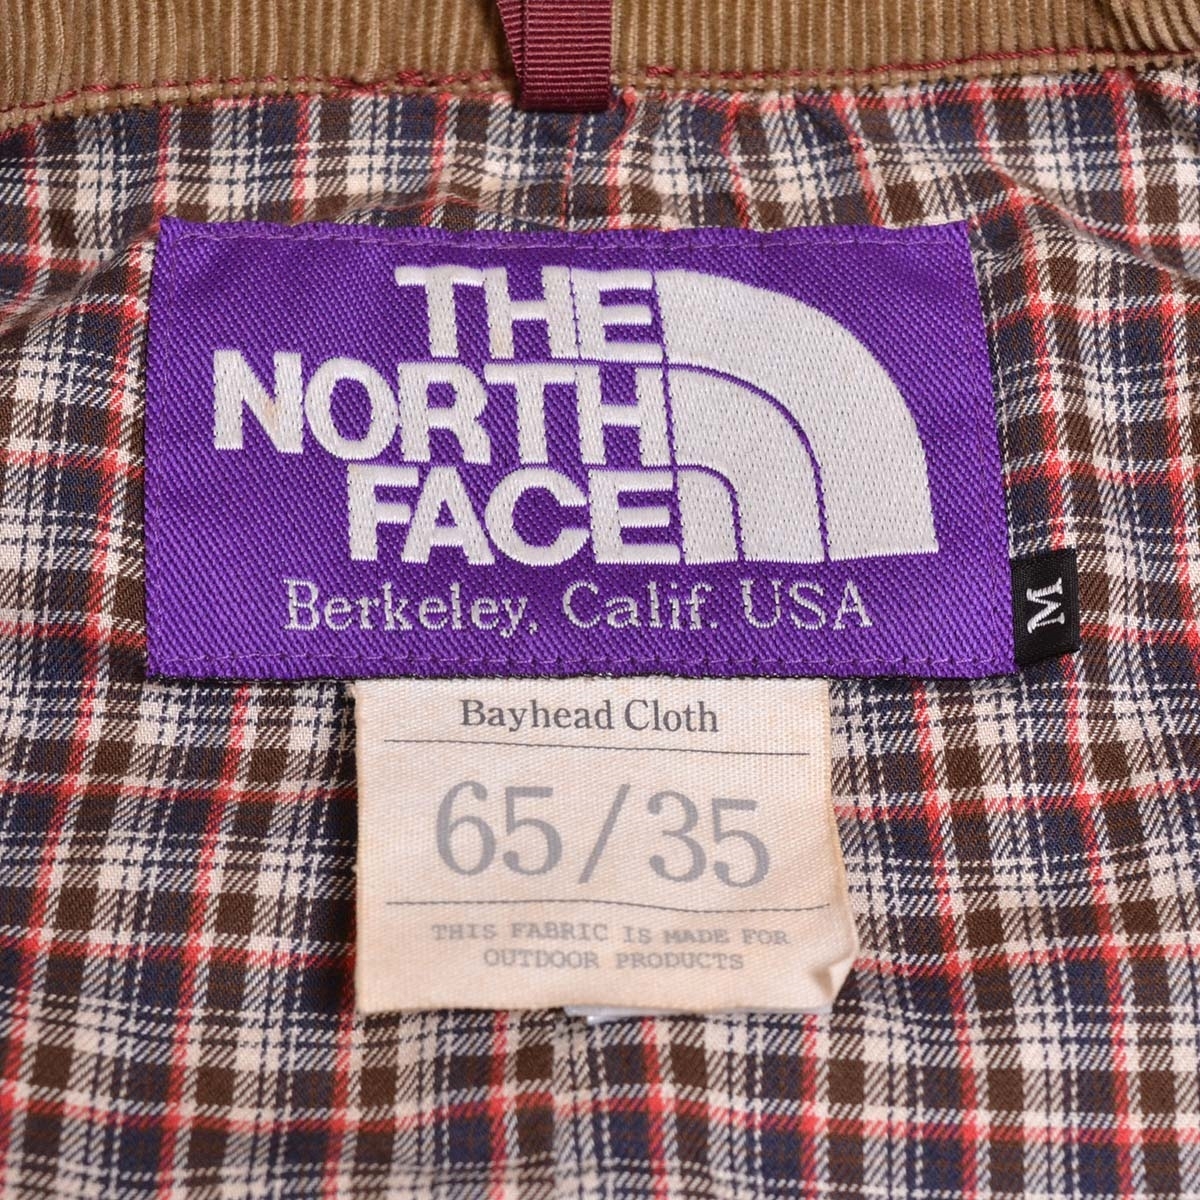 THE
NORTH
FACE
Berkeley, Calif. USA
M
Bayhead Cloth
65/35
THIS FABRIC IS MADE FOR
OUTDOOR PRODUCTS